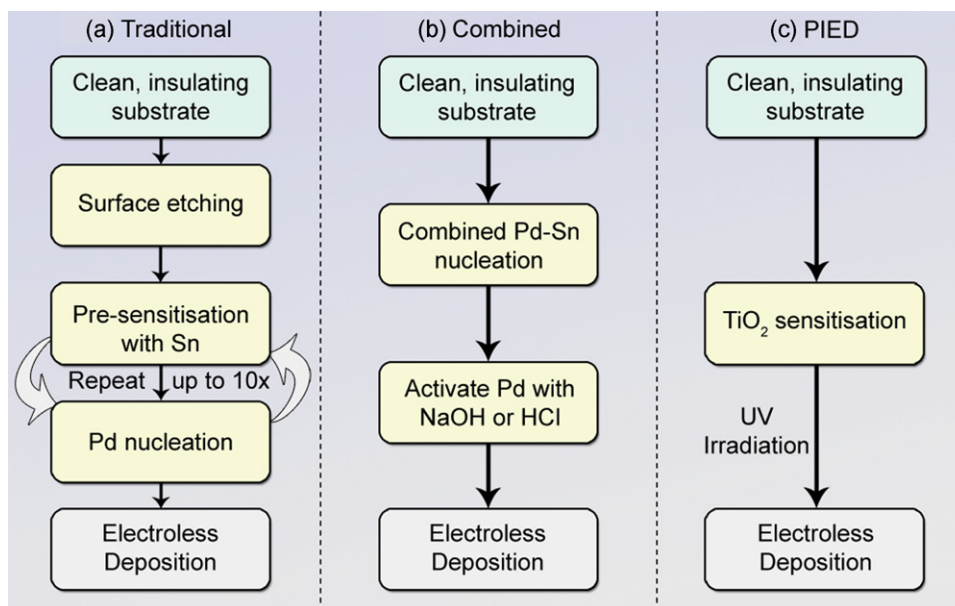 (a) Traditional
Clean, insulating
substrate
Surface etching
Pre-sensitisation
with Sn
Repeat up to 10x
Pd nucleation
Electroless
Deposition
(b) Combined
Clean, insulating
substrate
Combined Pd-Sn
nucleation
Activate Pd with
NaOH or HCl
Electroless
Deposition
(c) PIED
Clean, insulating
substrate
TiO₂ sensitisation
UV
Irradiation
Electroless
Deposition